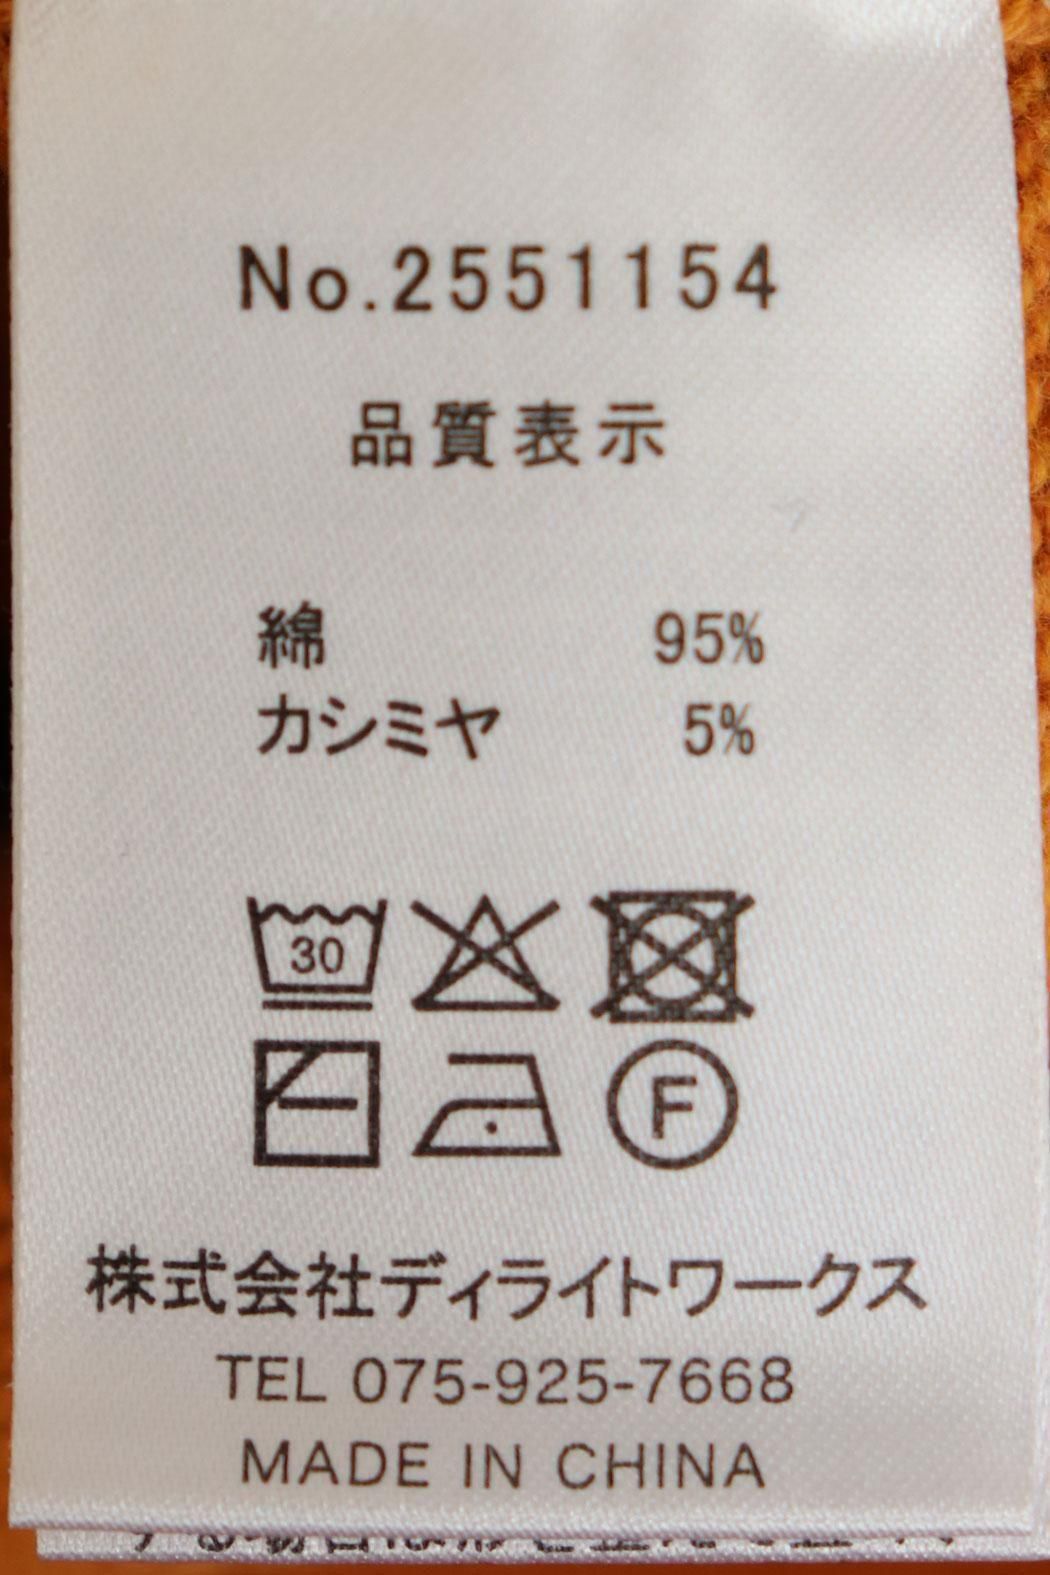 No.2551154
品質表示
綿 95%
カシミヤ 5%
30
F
株式会社ディライトワークス
TEL 075-925-7668
MADE IN CHINA